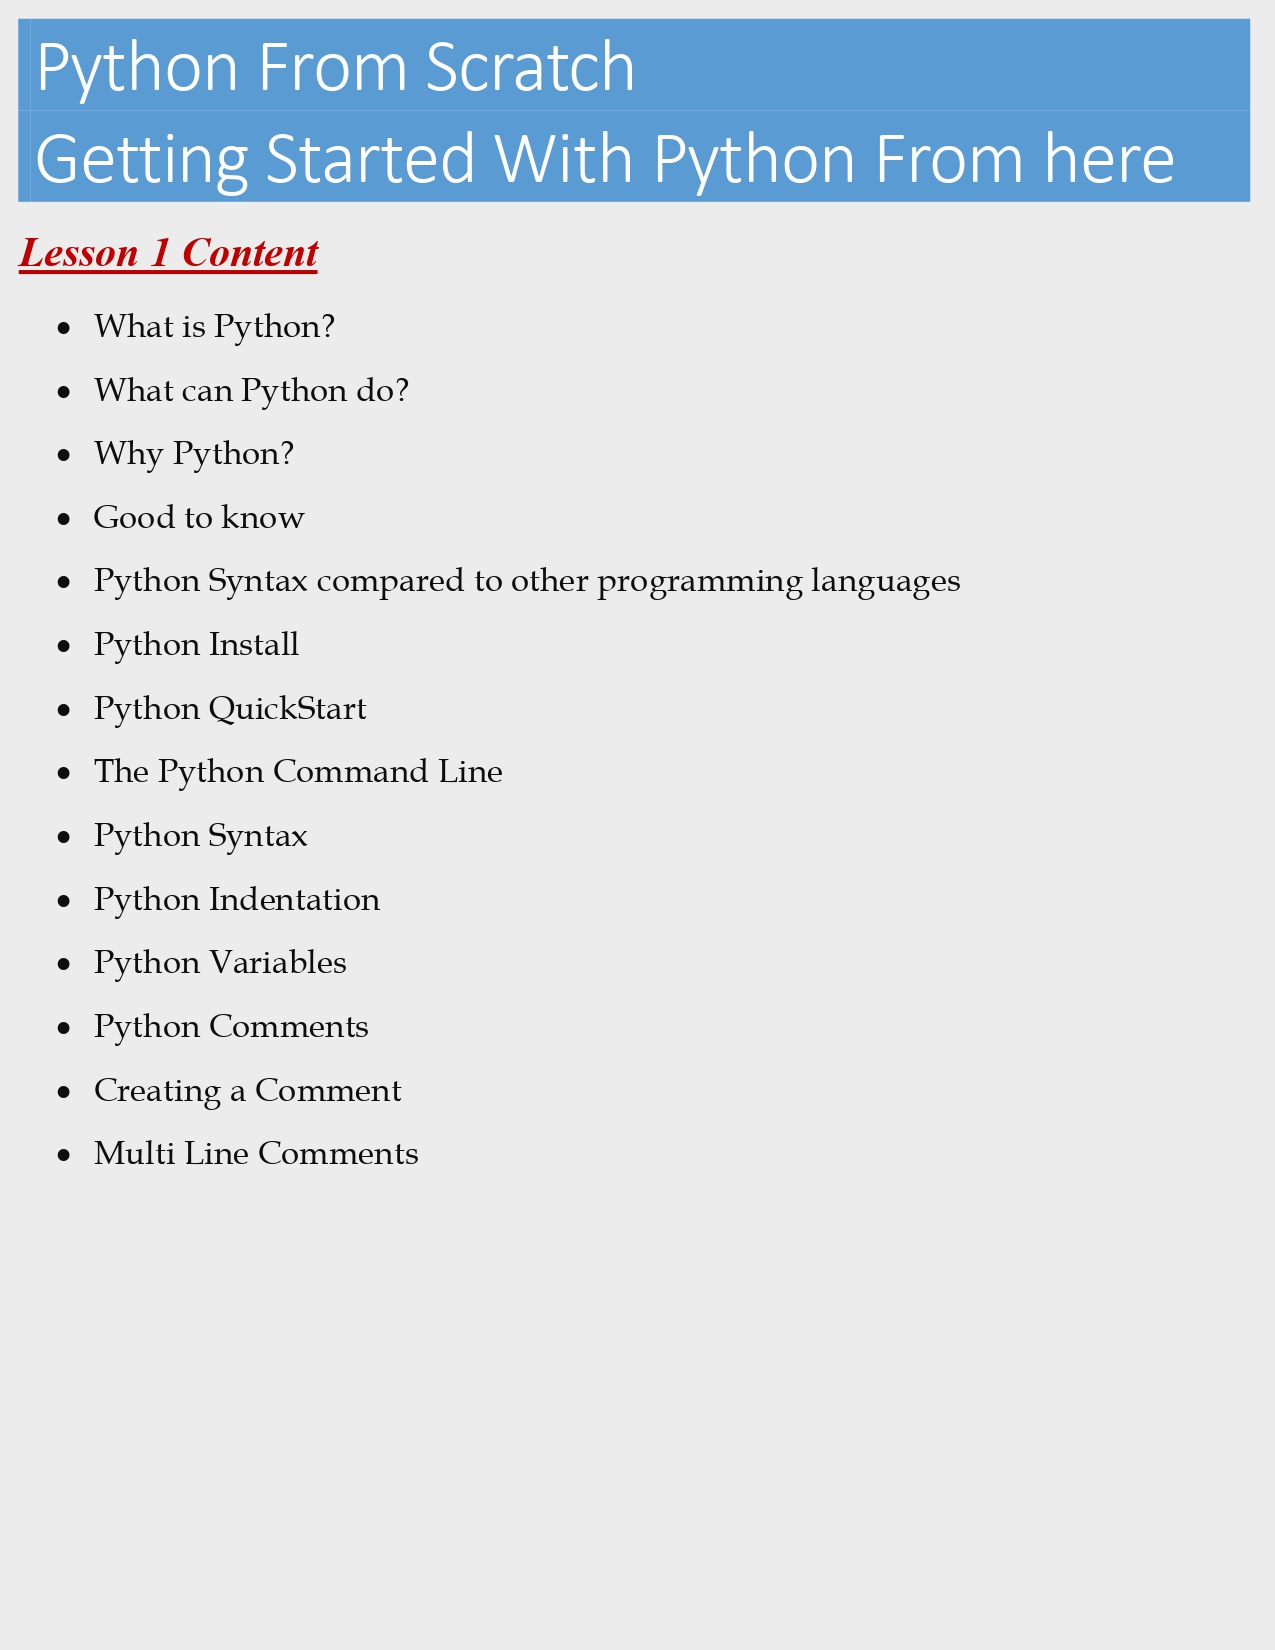 Python From Scratch
Getting Started With Python From here
Lesson 1 Content
• What is Python?
• What can Python do?
• Why Python?
• Good to know
• Python Syntax compared to other programming languages
• Python Install
• Python QuickStart
• The Python Command Line
• Python Syntax
• Python Indentation
• Python Variables
• Python Comments
• Creating a Comment
• Multi Line Comments